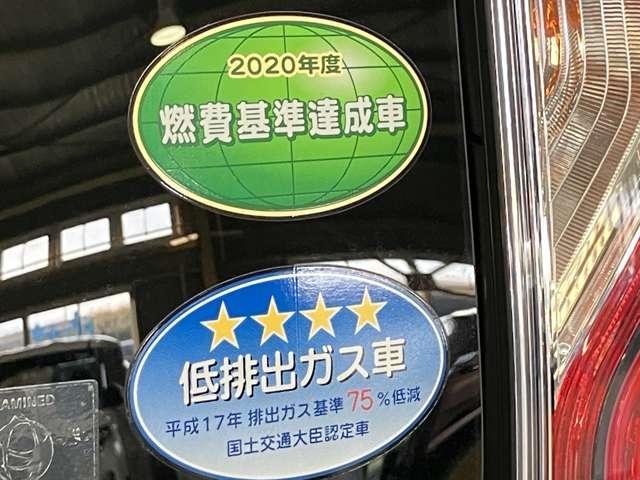 2020年度
燃費基準達成車
★★★★
低排出ガス車
平成17年 排出ガス基準 75%低減
国土交通大臣認定車
AMINED